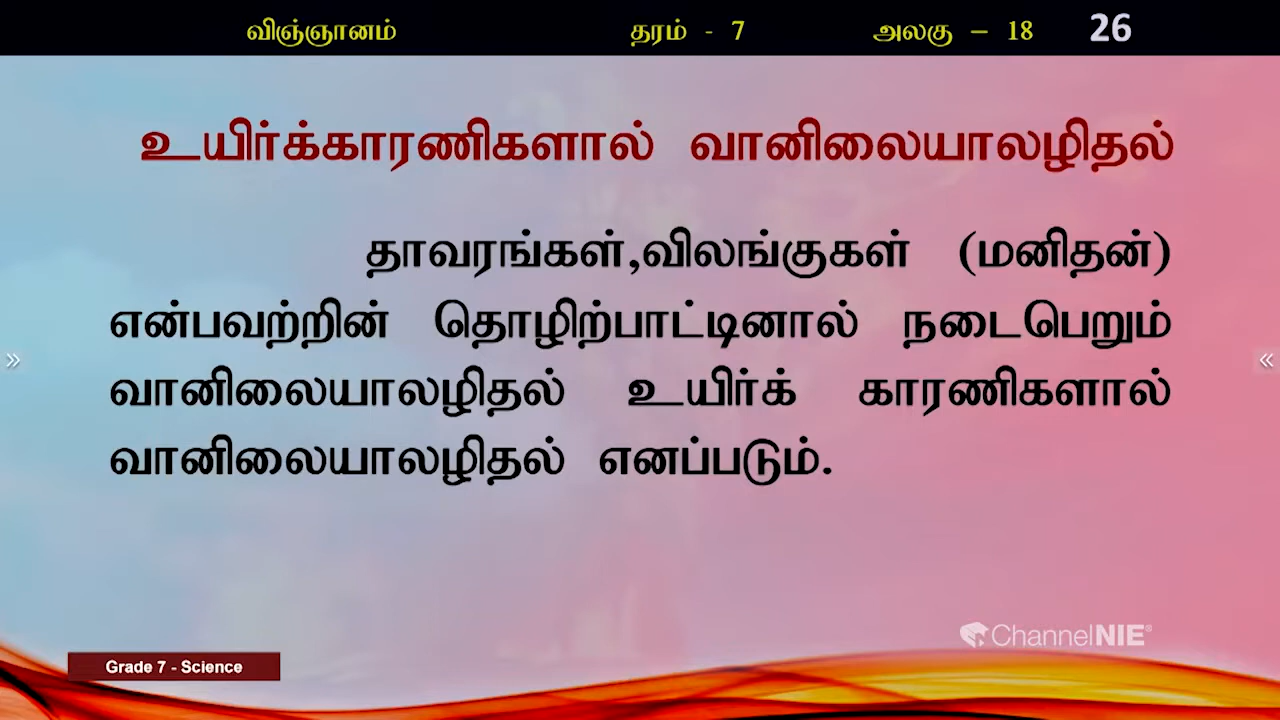 விஞ்ஞானம் தரம் - 7 அலகு – 18 26
உயிர்க்காரணிகளால் வானிலையாலழிதல்
தாவரங்கள்,விலங்குகள் (மனிதன்)
என்பவற்றின் தொழிற்பாட்டினால் நடைபெறும்
வானிலையாலழிதல் உயிர்க் காரணிகளால்
வானிலையாலழிதல் எனப்படும்.
ChannelNIE®
Grade 7 - Science